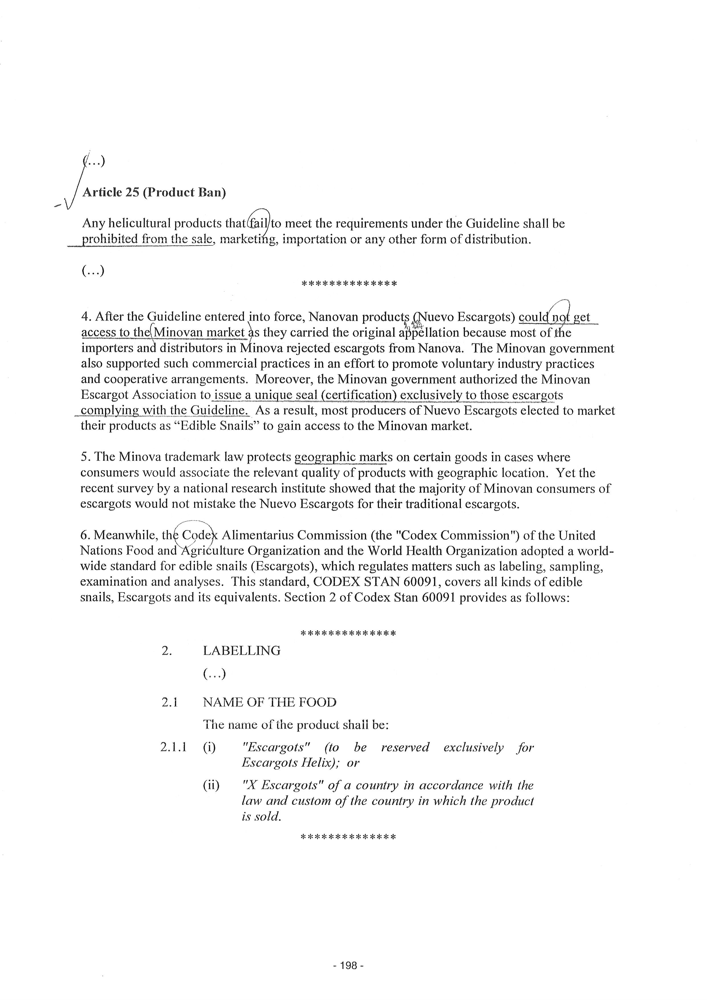 (...)
Article 25 (Product Ban)
Any helicultural products that fail to meet the requirements under the Guideline shall be
prohibited from the sale, marketing, importation or any other form of distribution.
(...)
**************
4. After the Guideline entered into force, Nanovan products (Nuevo Escargots) could not get
access to the Minovan market as they carried the original appellation because most of the
importers and distributors in Minova rejected escargots from Nanova. The Minovan government
also supported such commercial practices in an effort to promote voluntary industry practices
and cooperative arrangements. Moreover, the Minovan government authorized the Minovan
Escargot Association to issue a unique seal (certification) exclusively to those escargots
complying with the Guideline. As a result, most producers of Nuevo Escargots elected to market
their products as “Edible Snails” to gain access to the Minovan market.
5. The Minova trademark law protects geographic marks on certain goods in cases where
consumers would associate the relevant quality of products with geographic location. Yet the
recent survey by a national research institute showed that the majority of Minovan consumers of
escargots would not mistake the Nuevo Escargots for their traditional escargots.
6. Meanwhile, the Codex Alimentarius Commission (the "Codex Commission") of the United
Nations Food and Agriculture Organization and the World Health Organization adopted a world-
wide standard for edible snails (Escargots), which regulates matters such as labeling, sampling,
examination and analyses. This standard, CODEX STAN 60091, covers all kinds of edible
snails, Escargots and its equivalents. Section 2 of Codex Stan 60091 provides as follows:
**************
2. LABELLING
(...)
2.1 NAME OF THE FOOD
The name of the product shall be:
2.1.1 (i) "Escargots" (to be reserved exclusively for
Escargots Helix); or
(ii) "X Escargots" of a country in accordance with the
law and custom of the country in which the product
is sold.
**************
- 198 -